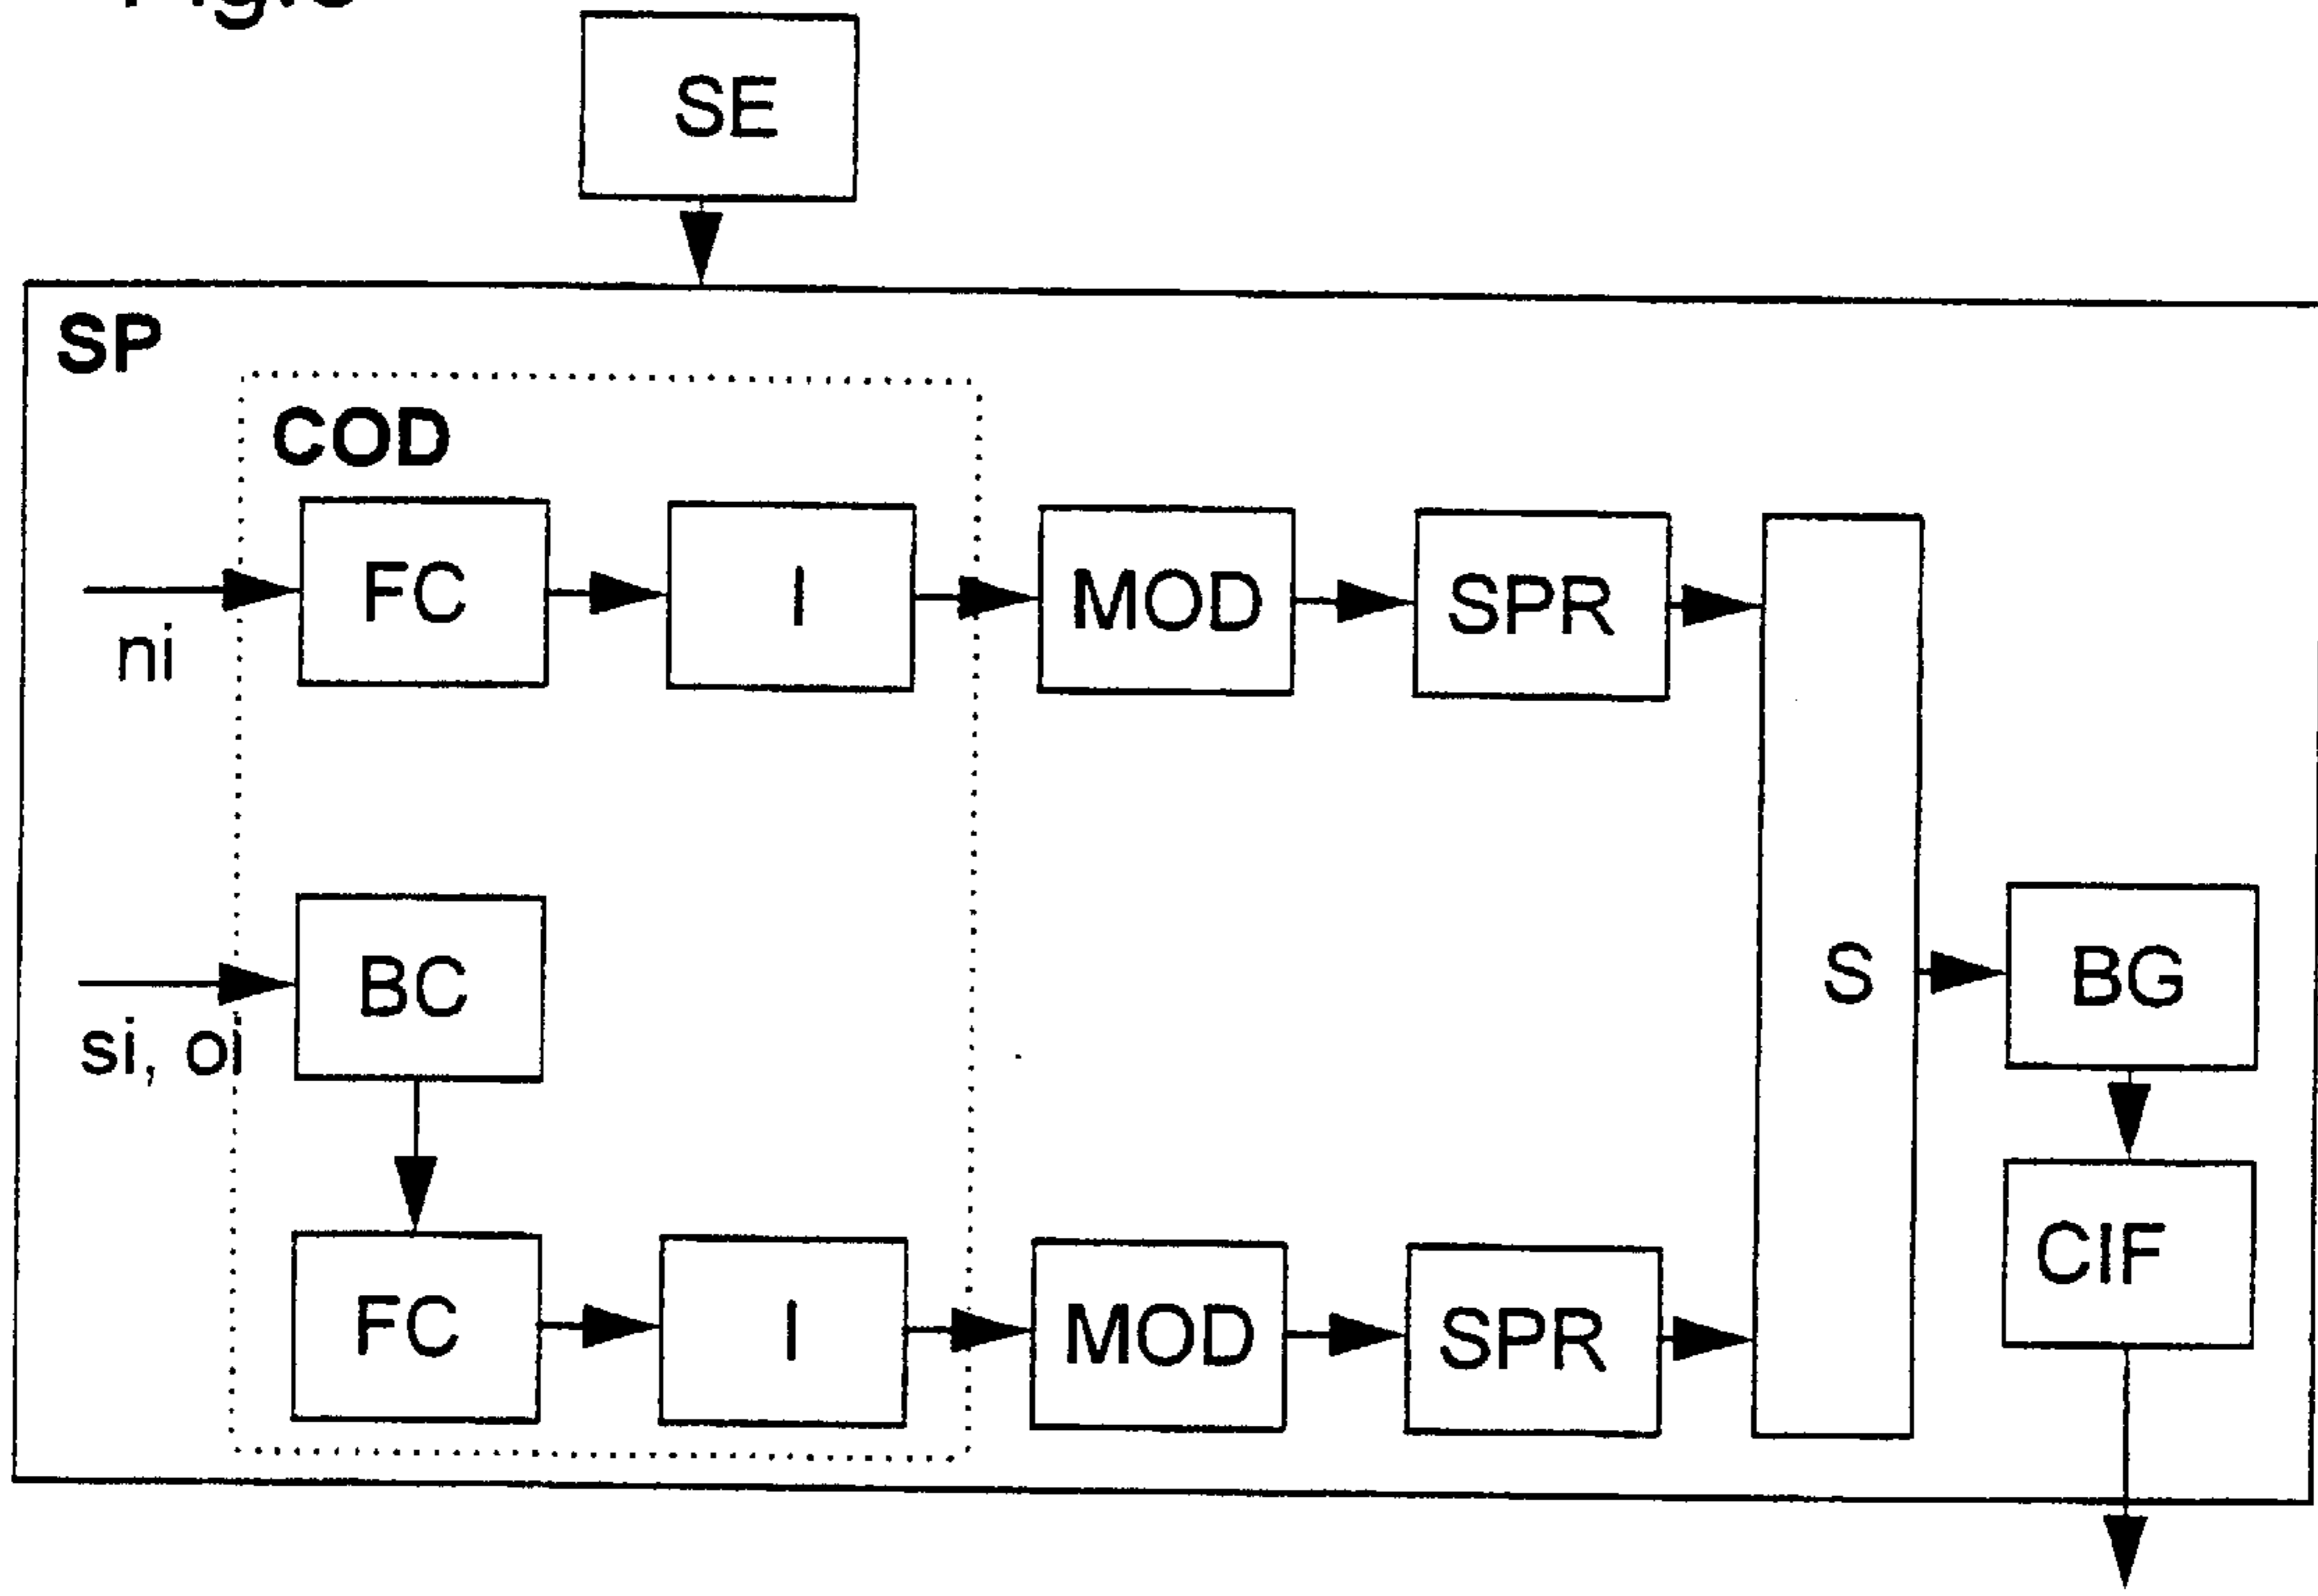 SE
SP
COD
FC I MOD SPR
ni
BC S BG
si, oi
CIF
FC I MOD SPR